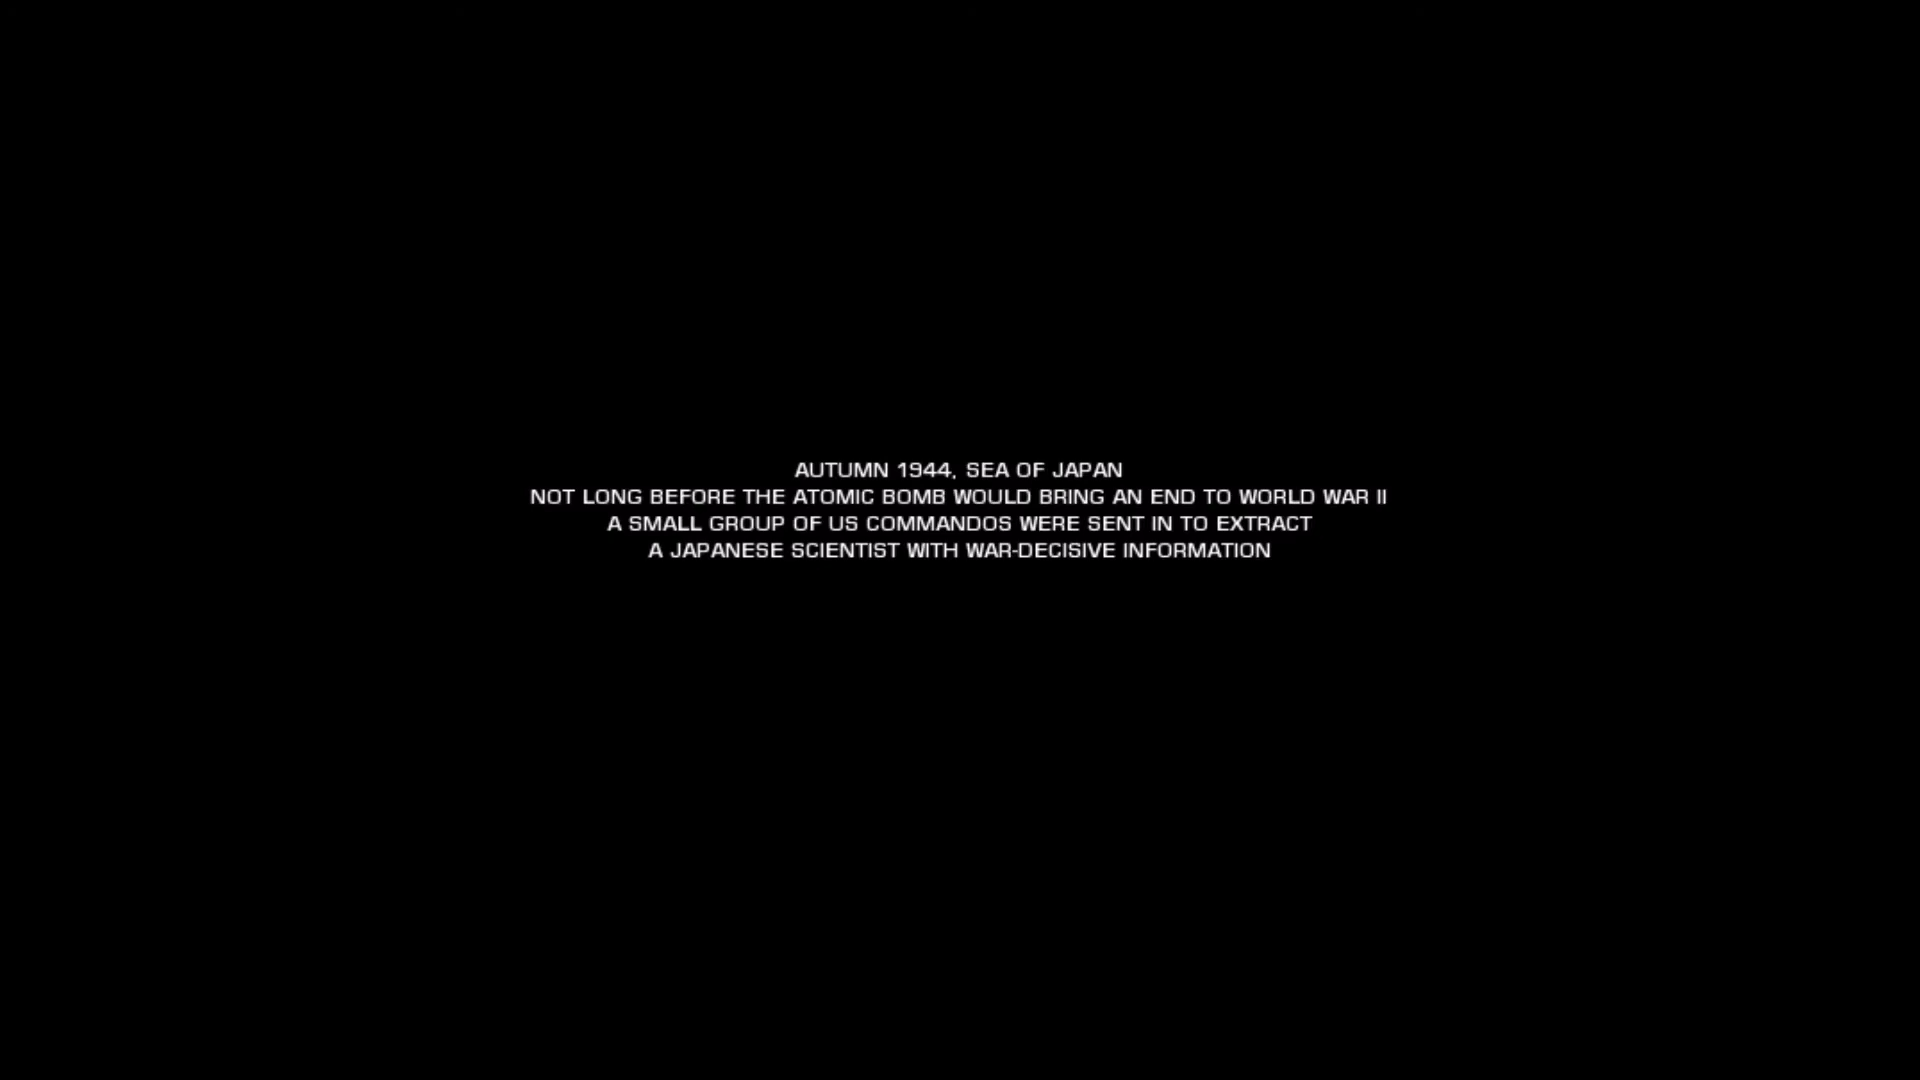 AUTUMN 1944, SEA OF JAPAN
NOT LONG BEFORE THE ATOMIC BOMB WOULD BRING AN END TO WORLD WAR II
A SMALL GROUP OF US COMMANDOS WERE SENT IN TO EXTRACT
A JAPANESE SCIENTIST WITH WAR-DECISIVE INFORMATION